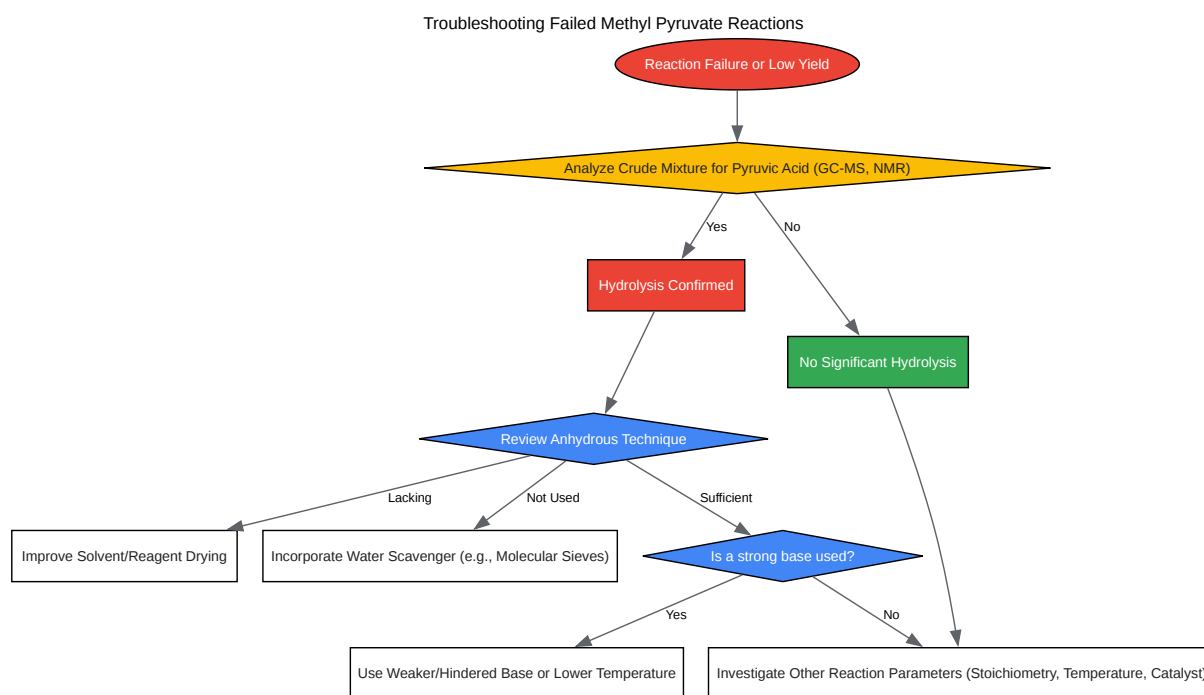 Troubleshooting Failed Methyl Pyruvate Reactions
Reaction Failure or Low Yield
Analyze Crude Mixture for Pyruvic Acid (GC-MS, NMR)
Yes
No
Hydrolysis Confirmed
No Significant Hydrolysis
Review Anhydrous Technique
Lacking
Not Used
Sufficient
Improve Solvent/Reagent Drying
Incorporate Water Scavenger (e.g., Molecular Sieves)
Is a strong base used?
Yes
No
Use Weaker/Hindered Base or Lower Temperature
Investigate Other Reaction Parameters (Stoichiometry, Temperature, Catalyst)